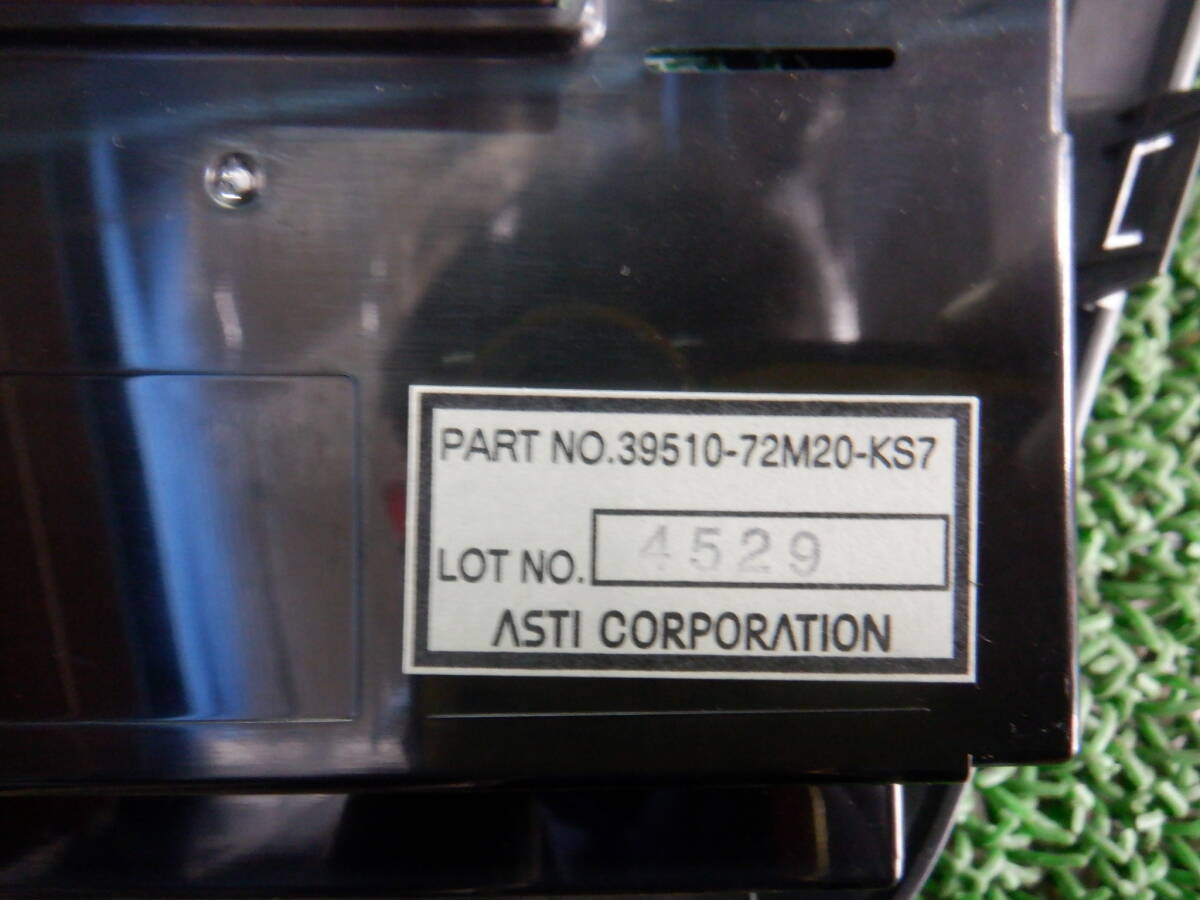 PART NO.39510-72M20-KS7
LOT NO. 4529
ASTI CORPORATION